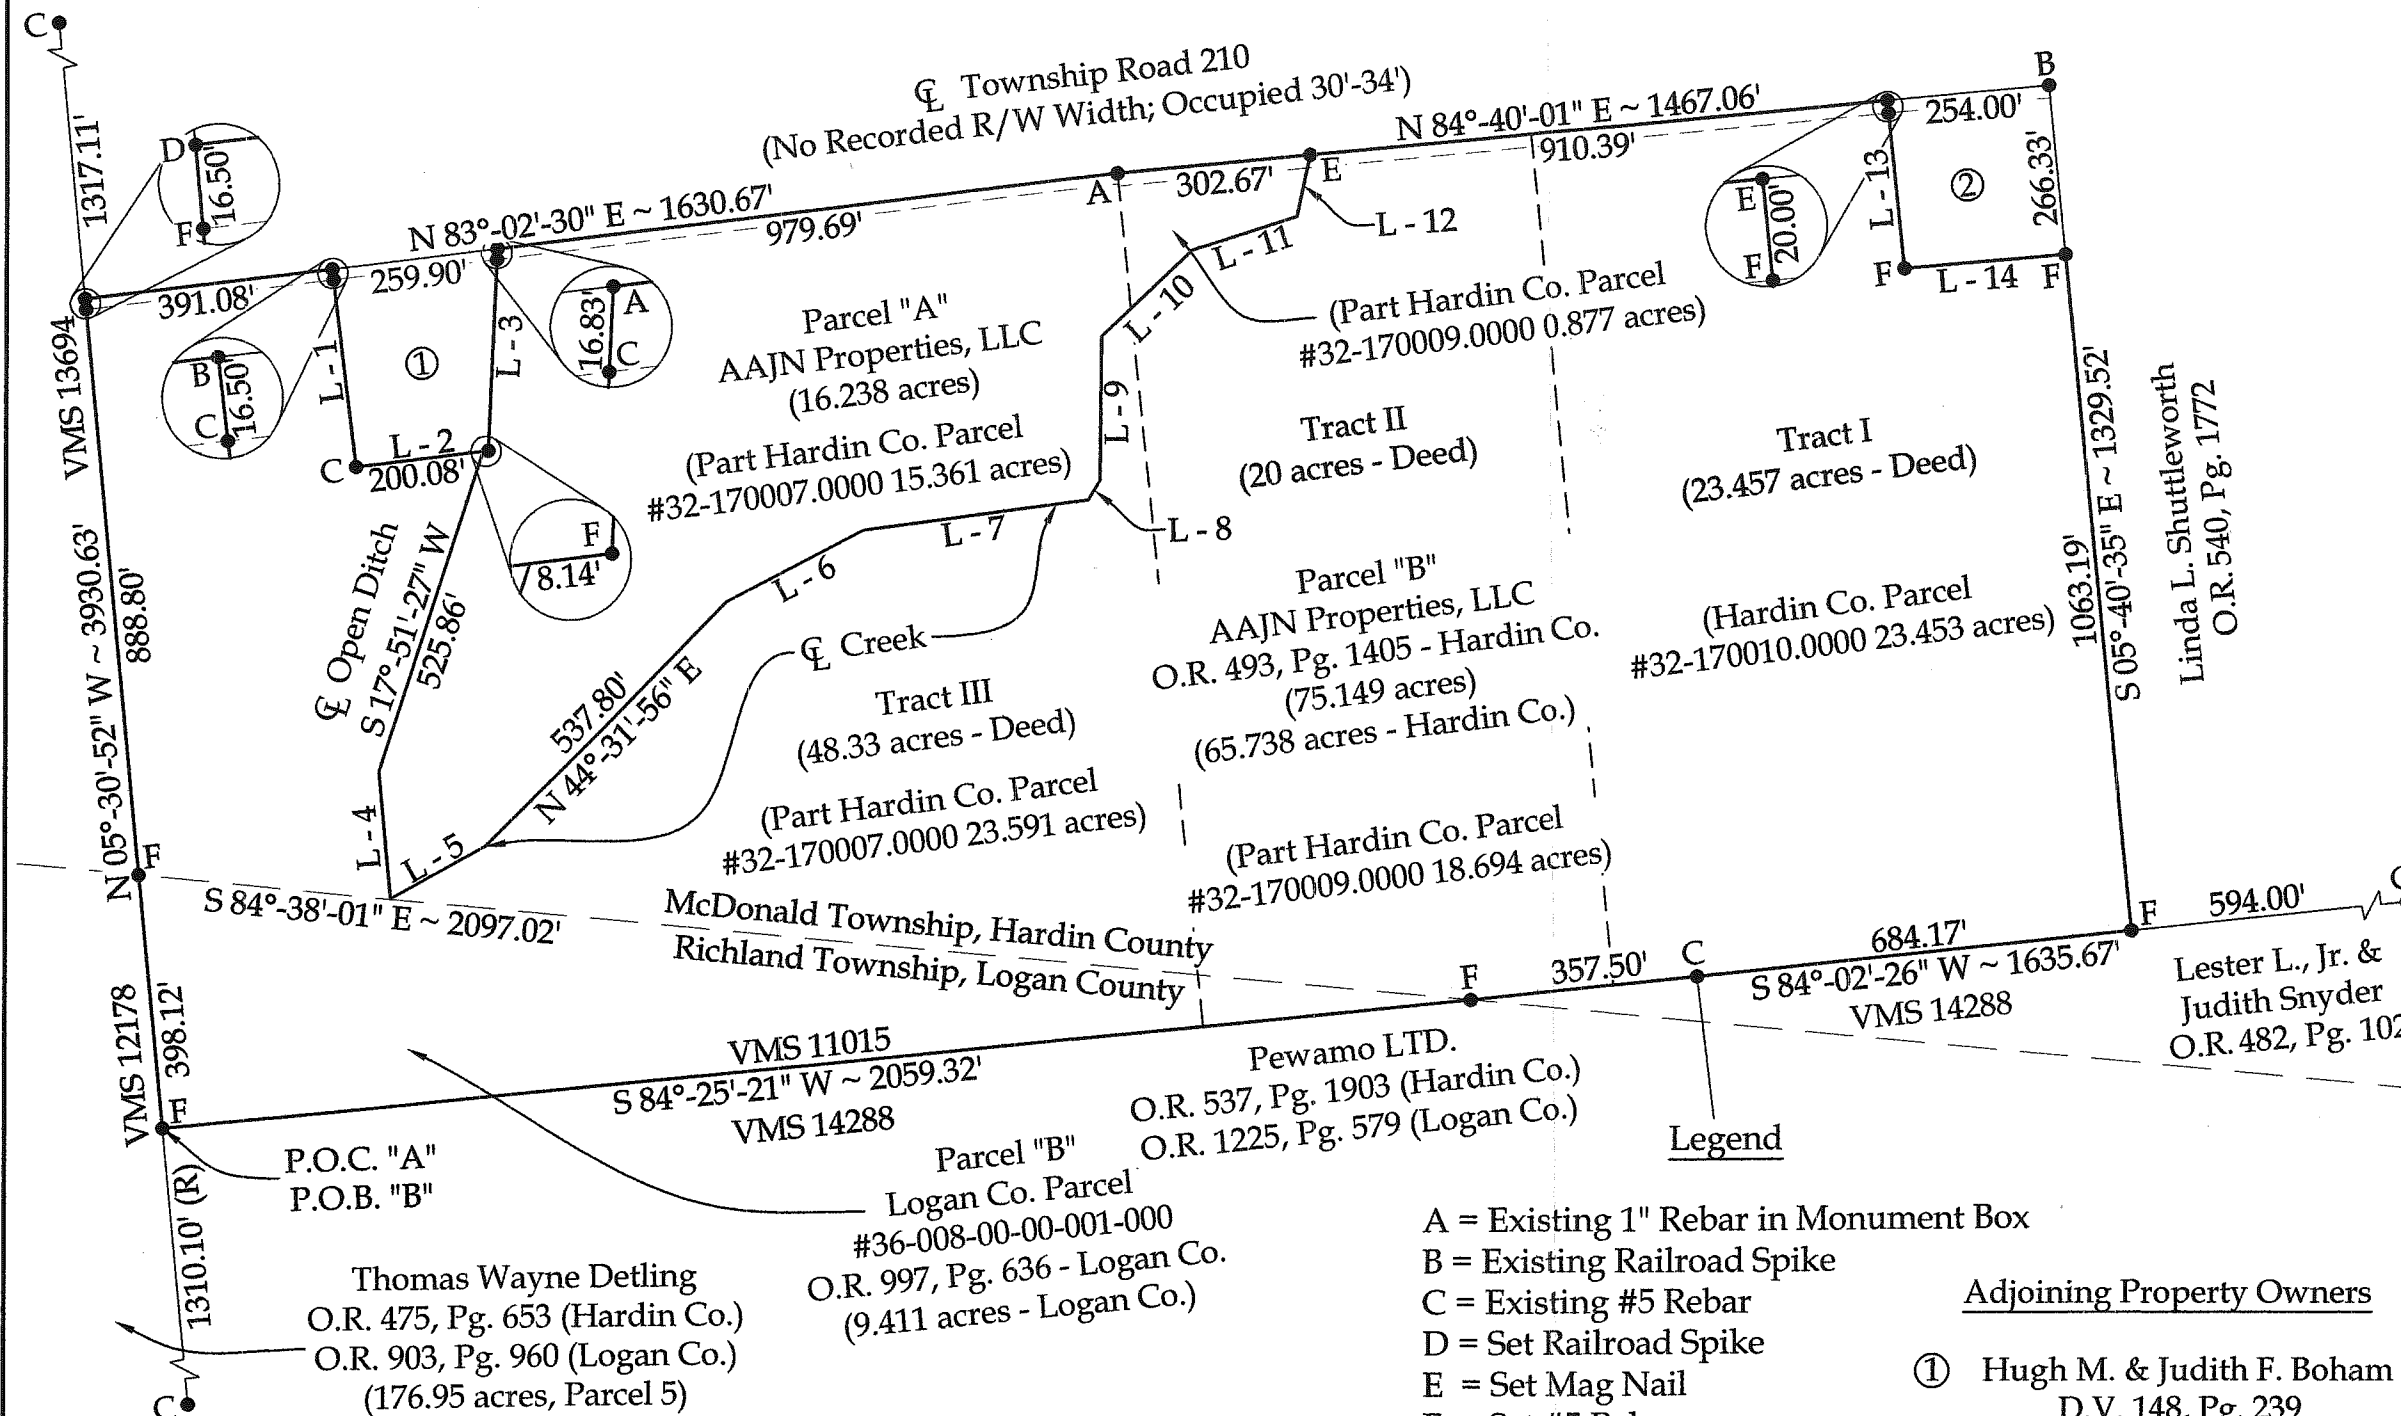 C
1317.11'
℄ Township Road 210
(No Recorded R/W Width; Occupied 30'-34')
B
N 84°-40'-01" E ~ 1467.06'
910.39'
254.00'
266.33'
L - 13
②
E
20.00'
F
F
L - 14
F
D
16.50'
F
N 83°-02'-30" E ~ 1630.67'
979.69'
A
302.67'
E
L - 12
L - 11
L - 10
391.08'
259.90'
B
16.50'
C
L - 1
①
L - 3
16.83'
A
C
C
L - 2
200.08'
F
78.14'
Parcel "A"
AAJN Properties, LLC
(16.238 acres)
(Part Hardin Co. Parcel
#32-170007.0000 15.361 acres)
(Part Hardin Co. Parcel
#32-170009.0000 0.877 acres)
L - 9
L - 8
L - 7
L - 6
Tract II
(20 acres - Deed)
Tract I
(23.457 acres - Deed)
(Hardin Co. Parcel
#32-170010.0000 23.453 acres)
1063.19'
S 05°-40'-35" E ~ 1329.52'
Linda L. Shuttleworth
O.R. 540, Pg. 1772
VMS 13694
N 05°-30'-52" W ~ 3930.63'
888.80'
℄ Open Ditch
S 17°-51'-27" W
525.86'
℄ Creek
537.80'
N 44°-31'-56" E
L - 4
L - 5
Tract III
(48.33 acres - Deed)
(Part Hardin Co. Parcel
#32-170007.0000 23.591 acres)
Parcel "B"
AAJN Properties, LLC
O.R. 493, Pg. 1405 - Hardin Co.
(75.149 acres)
(65.738 acres - Hardin Co.)
(Part Hardin Co. Parcel
#32-170009.0000 18.694 acres)
F
S 84°-38'-01" E ~ 2097.02'
McDonald Township, Hardin County
Richland Township, Logan County
F
357.50'
C
684.17'
S 84°-02'-26" W ~ 1635.67'
VMS 14288
F
594.00'
Lester L., Jr. &
Judith Snyder
O.R. 482, Pg. 102
VMS 12178
398.12'
F
VMS 11015
S 84°-25'-21" W ~ 2059.32'
VMS 14288
Pewamo LTD.
O.R. 537, Pg. 1903 (Hardin Co.)
O.R. 1225, Pg. 579 (Logan Co.)
P.O.C. "A"
P.O.B. "B"
1310.10' (R)
C
Parcel "B"
Logan Co. Parcel
#36-008-00-00-001-000
O.R. 997, Pg. 636 - Logan Co.
(9.411 acres - Logan Co.)
Thomas Wayne Detling
O.R. 475, Pg. 653 (Hardin Co.)
O.R. 903, Pg. 960 (Logan Co.)
(176.95 acres, Parcel 5)
Legend
A = Existing 1" Rebar in Monument Box
B = Existing Railroad Spike
C = Existing #5 Rebar
D = Set Railroad Spike
E = Set Mag Nail
Adjoining Property Owners
① Hugh M. & Judith F. Boham
D.V. 148, Pg. 239